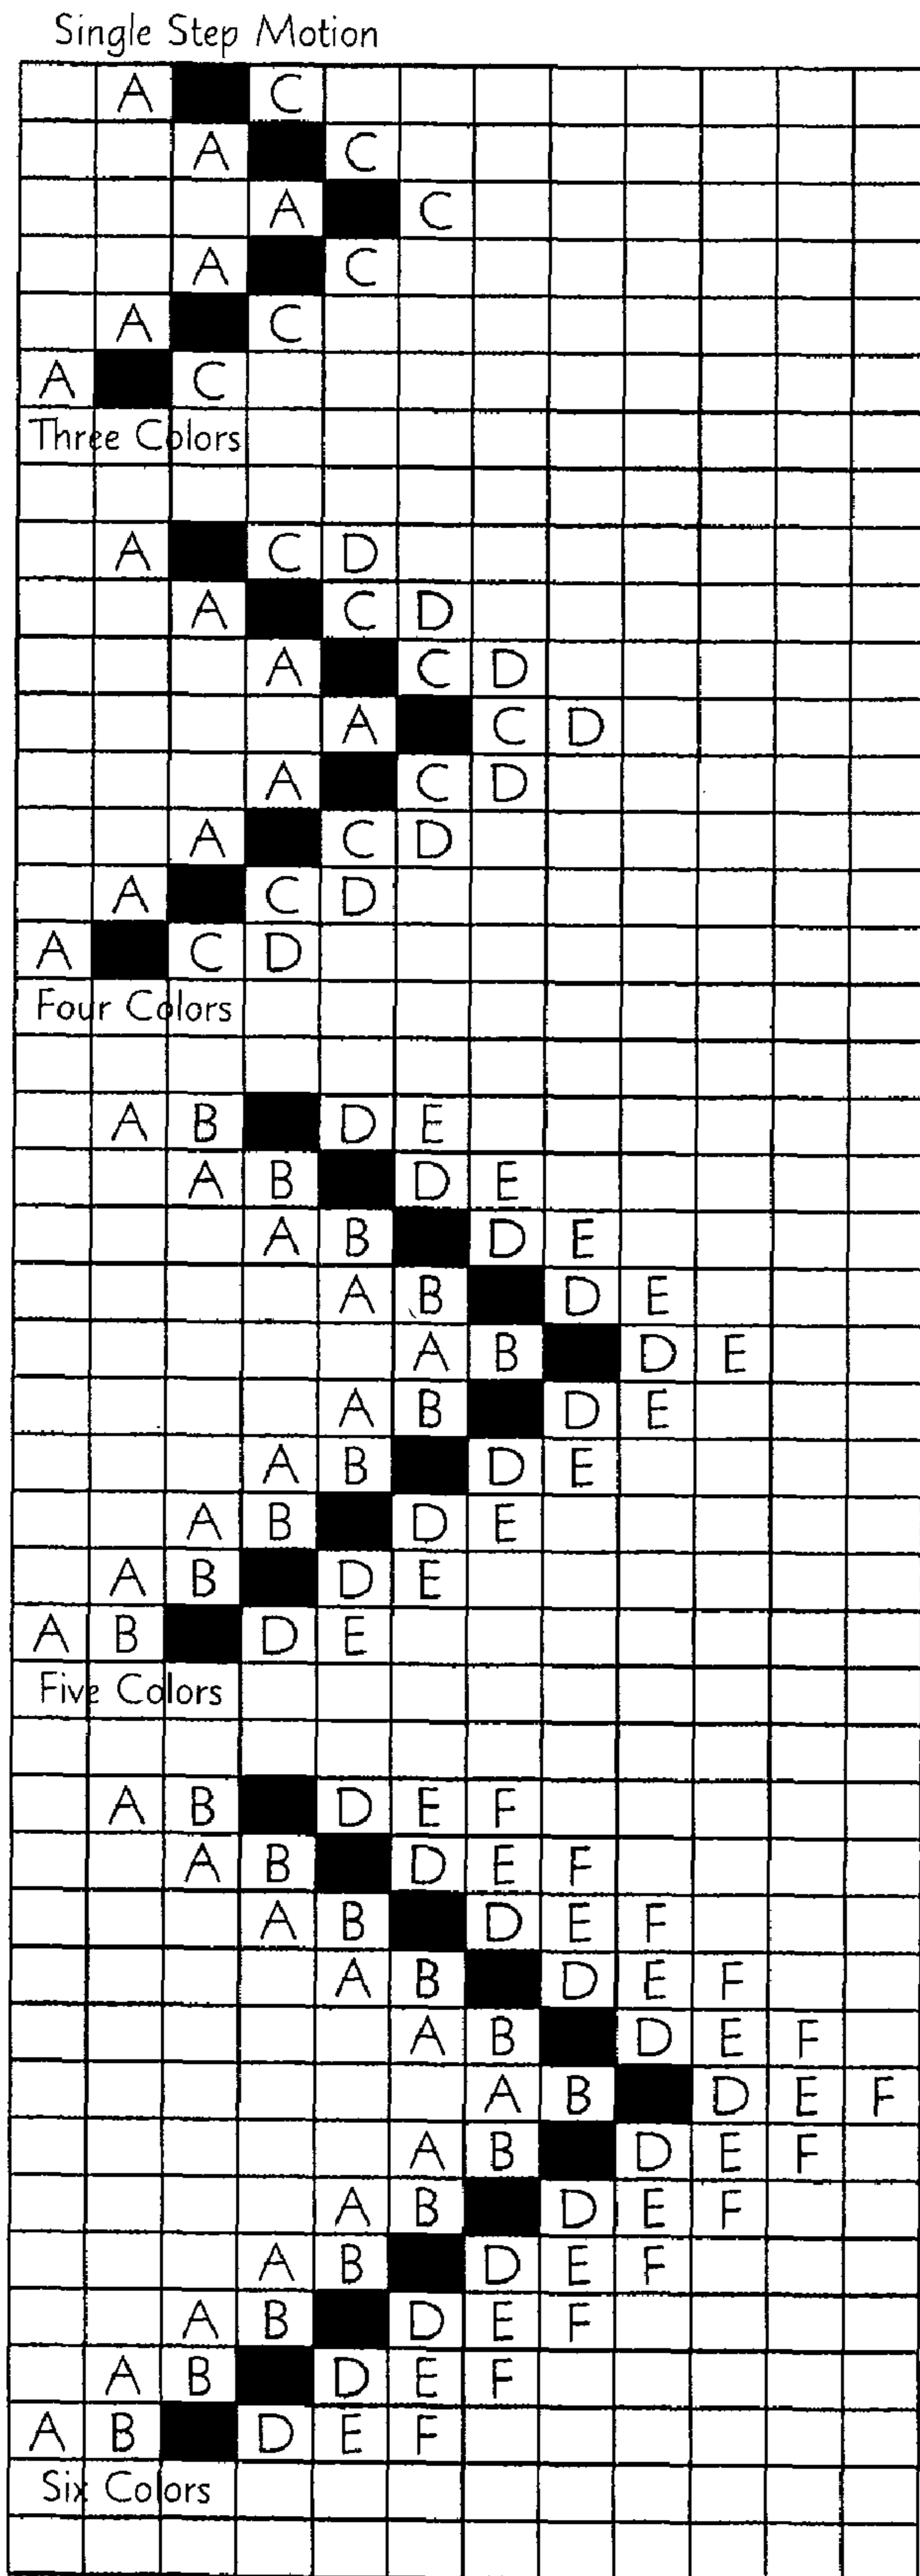 Single Step Motion
A C
A C
A C
A C
A C
A C
Three Colors
A C D
A C D
A C D
A C D
A C D
A C D
A C D
A C D
Four Colors
A B D E
A B D E
A B D E
A B D E
A B D E
A B D E
A B D E
A B D E
A B D E
A B D E
Five Colors
A B D E F
A B D E F
A B D E F
A B D E F
A B D E F
A B D E F
A B D E F
A B D E F
A B D E F
A B D E F
A B D E F
A B D E F
Six Colors